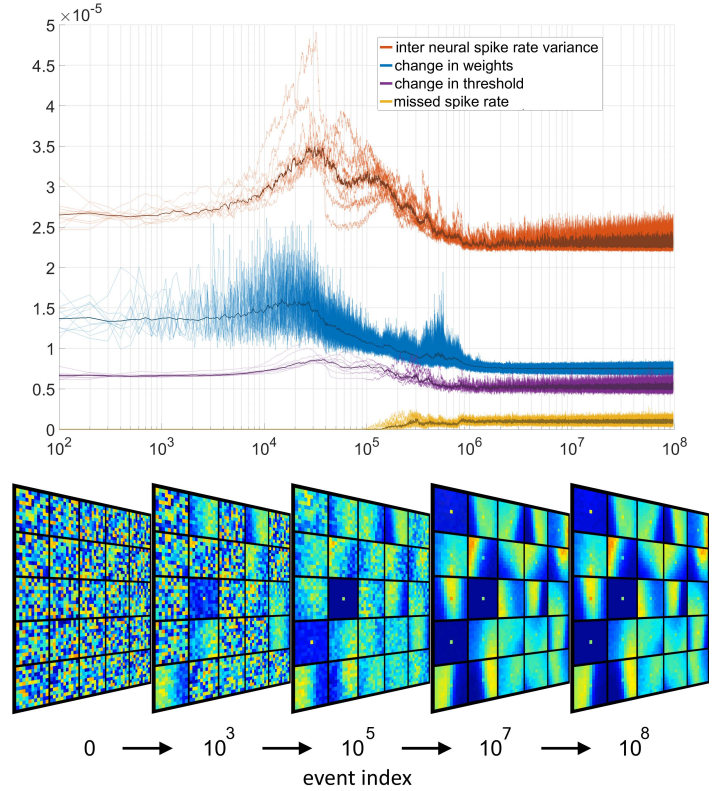 5 ×10⁻⁵
4.5
4
3.5
3
2.5
2
1.5
1
0.5
0
inter neural spike rate variance
change in weights
change in threshold
missed spike rate
10² 10³ 10⁴ 10⁵ 10⁶ 10⁷ 10⁸
0 → 10³ → 10⁵ → 10⁷ → 10⁸
event index